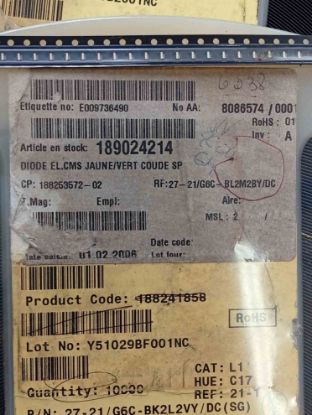 6338
Etiquette no: E009736490 No AA: 8086574 / 0001
RoHS: 01
Inv: A
Article en stock: 189024214
DIODE EL.CMS JAUNE/VERT COUDE SP
CP: 188253572-02 RF:27-21/G6C-BL2M2BY/DC
T.Mag: Empl: Aire:
MSL: 2
Date code:
01.02.2006 Lot four:
Product Code: 188241858
RoHS
Lot No: Y51029BF001NC
CAT: L1
Quantity: 10000 HUE: C17
REF: 21-1
P/N: 27-21/G6C-BK2L2VY/DC(SG)